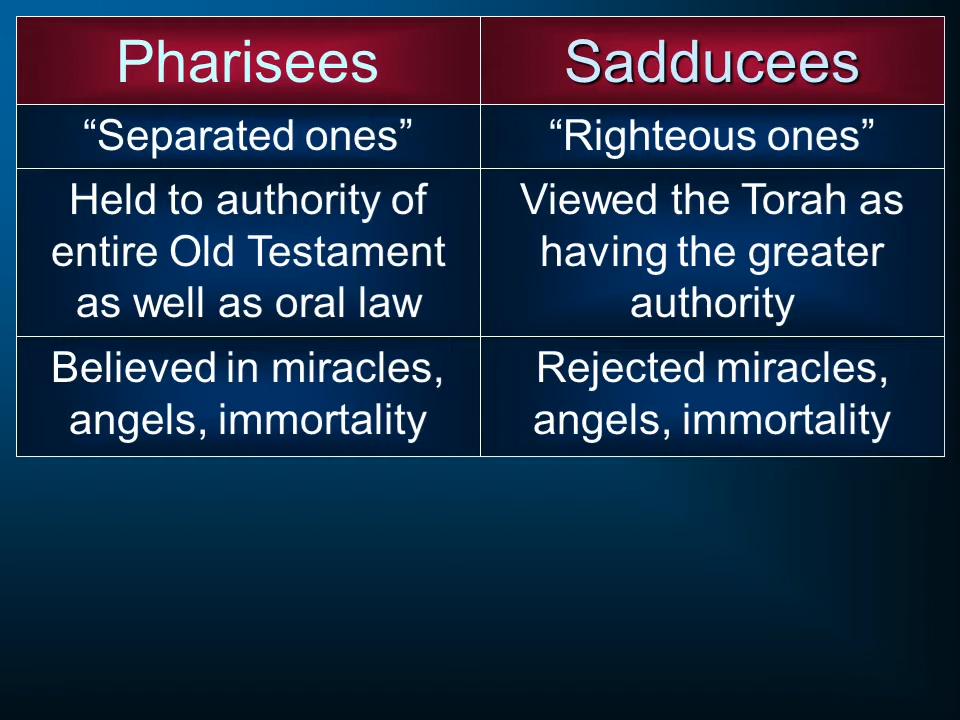 Pharisees
Sadducees
“Separated ones”
“Righteous ones”
Held to authority of
entire Old Testament
as well as oral law
Viewed the Torah as
having the greater
authority
Believed in miracles,
angels, immortality
Rejected miracles,
angels, immortality